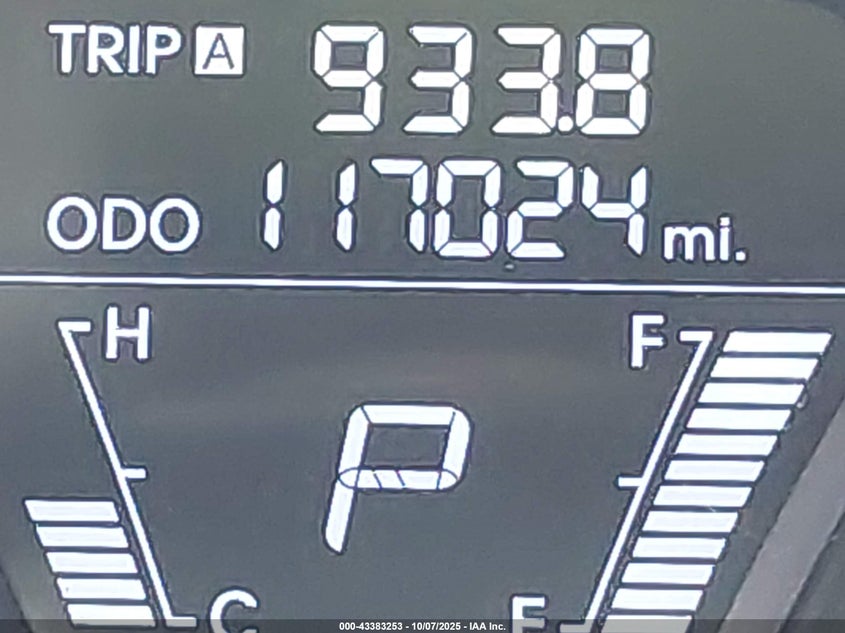 TRIP A 933.8
ODO 117024 mi.
H F
P
C E
000-43383253 - 10/07/2025 - IAA Inc.